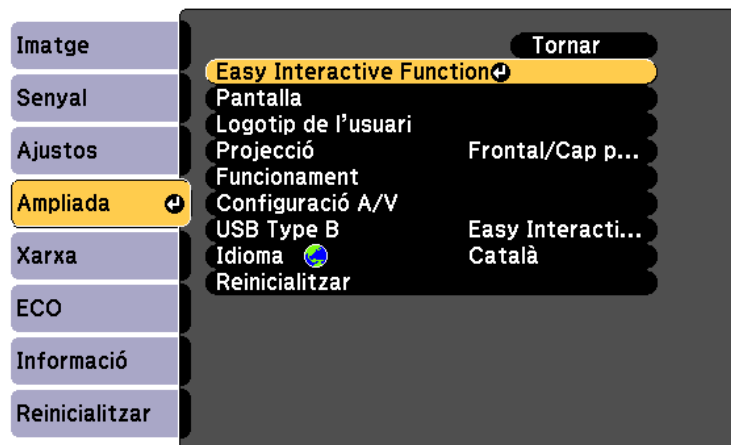 Imatge
Senyal
Ajustos
Ampliada
Xarxa
ECO
Informació
Reinicialitzar
Tornar
Easy Interactive Function
Pantalla
Logotip de l'usuari
Projecció Frontal/Cap p...
Funcionament
Configuració A/V
USB Type B Easy Interacti...
Idioma Català
Reinicialitzar